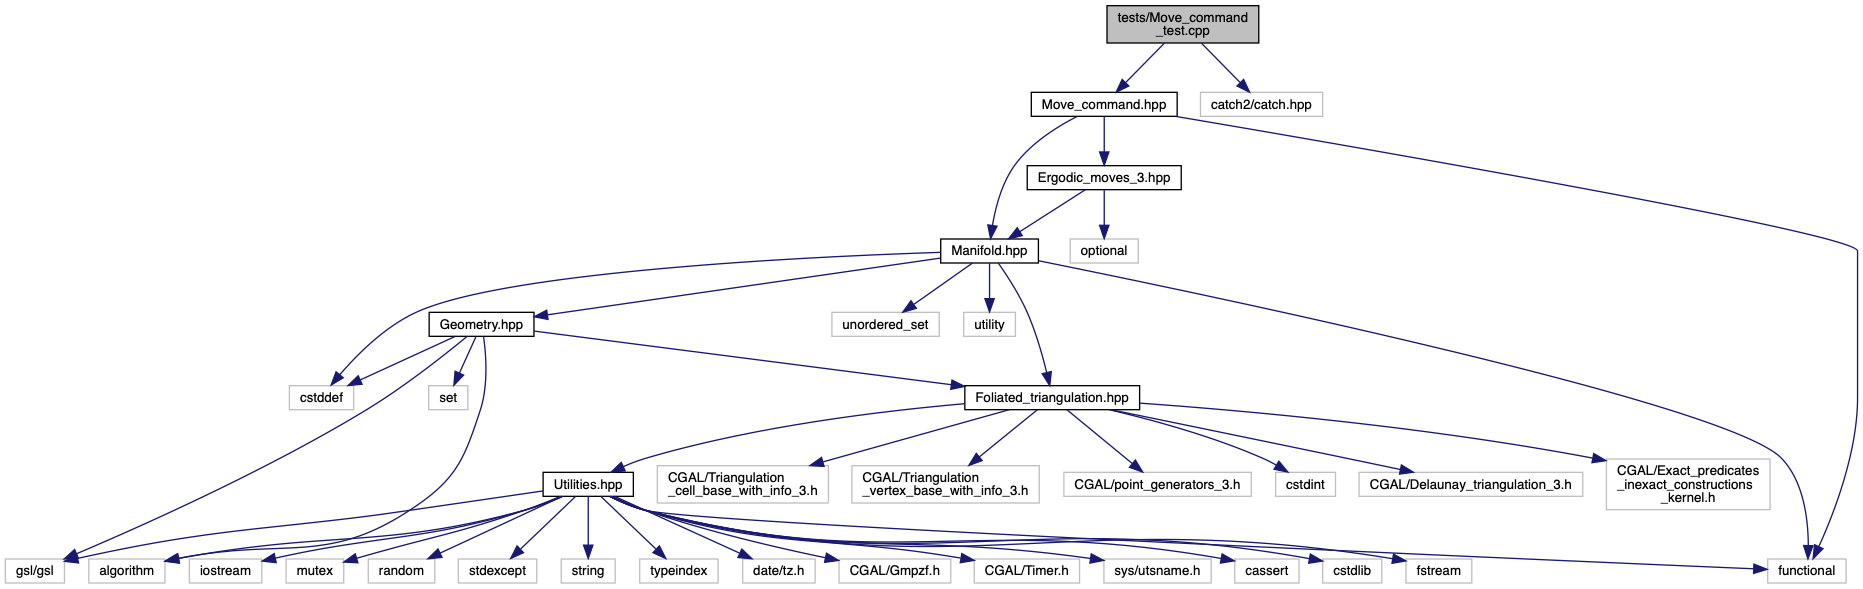 tests/Move_command
_test.cpp
Move_command.hpp
catch2/catch.hpp
Ergodic_moves_3.hpp
Manifold.hpp
optional
Geometry.hpp
unordered_set
utility
cstddef
set
Foliated_triangulation.hpp
Utilities.hpp
CGAL/Triangulation
_cell_base_with_info_3.h
CGAL/Triangulation
_vertex_base_with_info_3.h
CGAL/point_generators_3.h
cstdint
CGAL/Delaunay_triangulation_3.h
CGAL/Exact_predicates
_inexact_constructions
_kernel.h
gsl/gsl
algorithm
iostream
mutex
random
stdexcept
string
typeindex
date/tz.h
CGAL/Gmpzf.h
CGAL/Timer.h
sys/utsname.h
cassert
cstdlib
fstream
functional